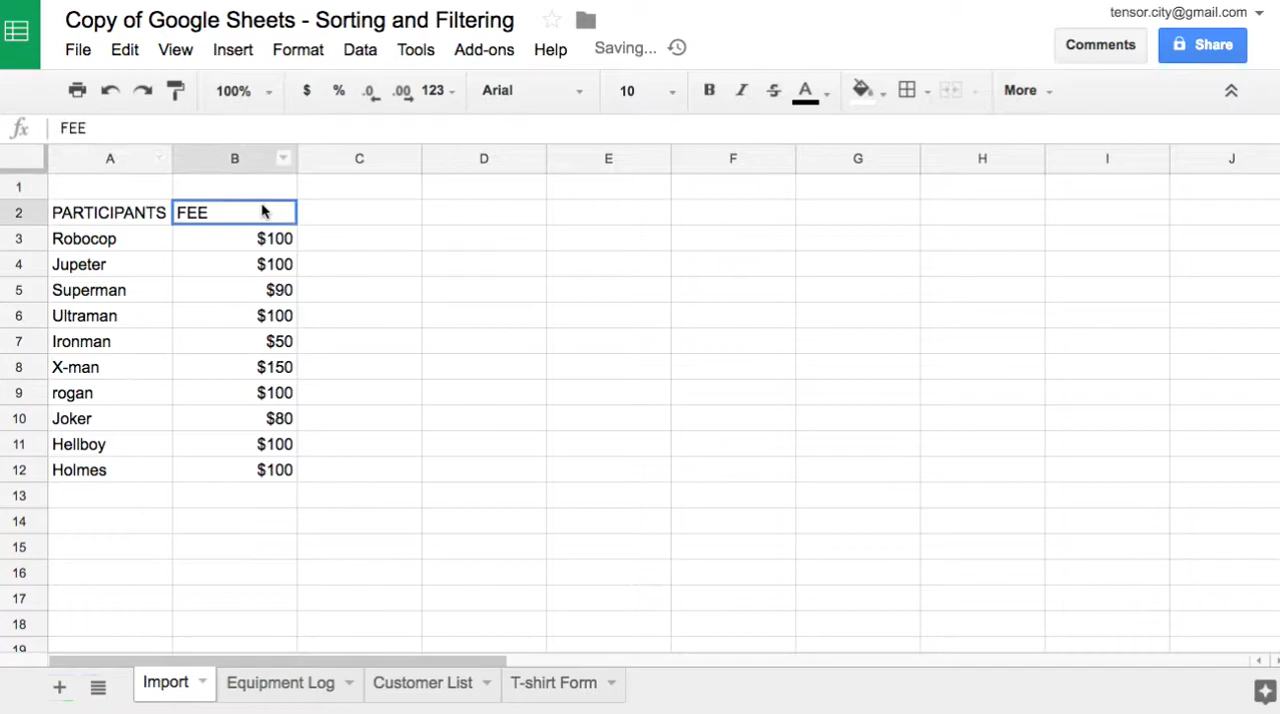 Copy of Google Sheets - Sorting and Filtering
tensor.city@gmail.com
File Edit View Insert Format Data Tools Add-ons Help Saving...
Comments Share
100% $ % .0 .00 123 Arial 10 B I S A More
fx FEE
A B C D E F G H I J
1
2 PARTICIPANTS FEE
3 Robocop $100
4 Jupeter $100
5 Superman $90
6 Ultraman $100
7 Ironman $50
8 X-man $150
9 rogan $100
10 Joker $80
11 Hellboy $100
12 Holmes $100
13
14
15
16
17
18
19
+ Import Equipment Log Customer List T-shirt Form